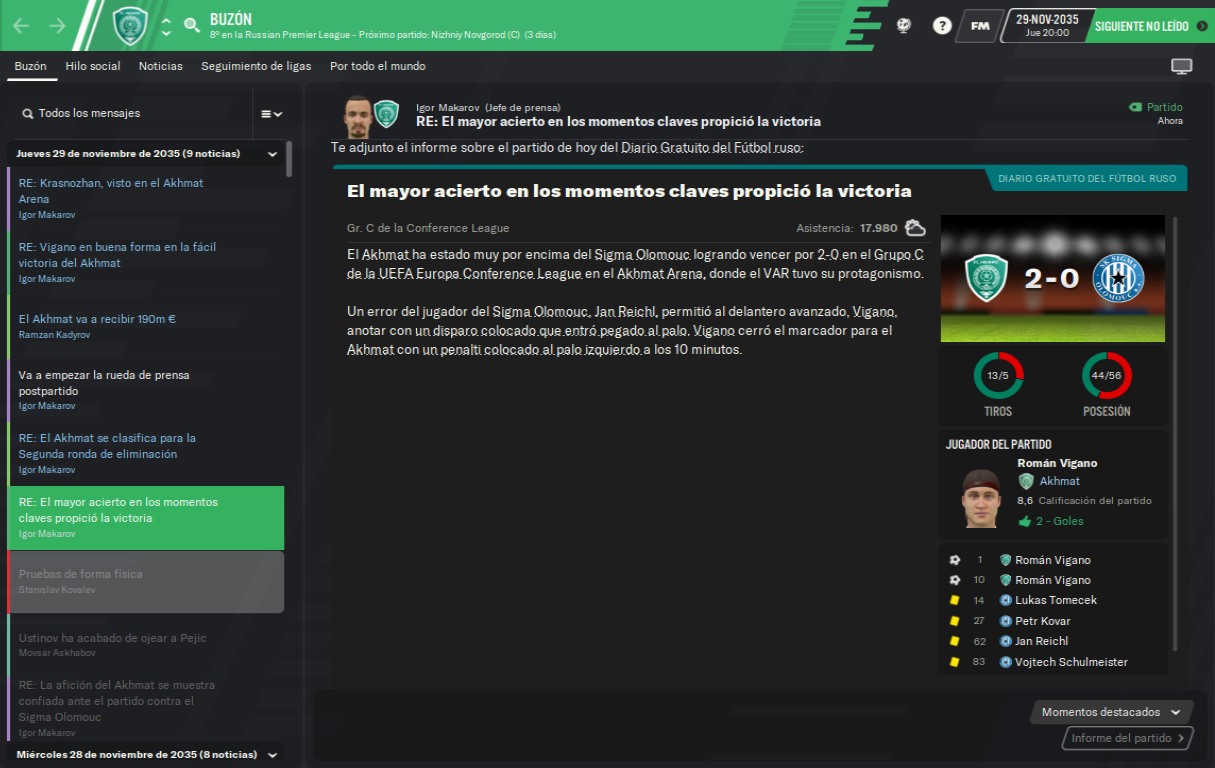 BUZÓN
8º en la Russian Premier League - Próximo partido: Nizhniy Novgorod (C) (3 días)
?
FM
29-NOV-2035
Jue 20:00
SIGUIENTE NO LEÍDO
Buzón
Hilo social
Noticias
Seguimiento de ligas
Por todo el mundo
Todos los mensajes
Jueves 29 de noviembre de 2035 (9 noticias)
RE: Krasnozhan, visto en el Akhmat
Arena
Igor Makarov
RE: Vigano en buena forma en la fácil
victoria del Akhmat
Igor Makarov
El Akhmat va a recibir 190m €
Ramzan Kadyrov
Va a empezar la rueda de prensa
postpartido
Igor Makarov
RE: El Akhmat se clasifica para la
Segunda ronda de eliminación
Igor Makarov
RE: El mayor acierto en los momentos
claves propició la victoria
Igor Makarov
Pruebas de forma física
Stanislav Kovalev
Ustinov ha acabado de ojear a Pejic
Movsar Askhabov
RE: La afición del Akhmat se muestra
confiada ante el partido contra el
Sigma Olomouc
Igor Makarov
Miércoles 28 de noviembre de 2035 (8 noticias)
Igor Makarov (Jefe de prensa)
RE: El mayor acierto en los momentos claves propició la victoria
Partido
Ahora
Te adjunto el informe sobre el partido de hoy del Diario Gratuito del Fútbol ruso:
DIARIO GRATUITO DEL FÚTBOL RUSO
El mayor acierto en los momentos claves propició la victoria
Gr. C de la Conference League
Asistencia: 17.980
El Akhmat ha estado muy por encima del Sigma Olomouc logrando vencer por 2-0 en el Grupo C
de la UEFA Europa Conference League en el Akhmat Arena, donde el VAR tuvo su protagonismo.
Un error del jugador del Sigma Olomouc, Jan Reichl, permitió al delantero avanzado, Vigano,
anotar con un disparo colocado que entró pegado al palo. Vigano cerró el marcador para el
Akhmat con un penalti colocado al palo izquierdo a los 10 minutos.
2-0
13/5
TIROS
44/56
POSESIÓN
JUGADOR DEL PARTIDO
Román Vigano
Akhmat
8,6 Calificación del partido
2 - Goles
1 Román Vigano
10 Román Vigano
14 Lukas Tomecek
27 Petr Kovar
62 Jan Reichl
83 Vojtech Schulmeister
Momentos destacados
Informe del partido